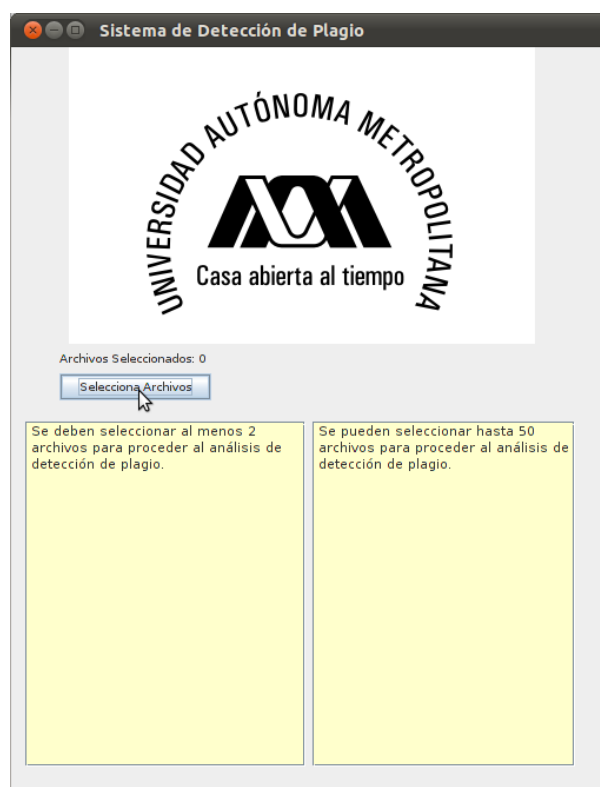 Sistema de Detección de Plagio
UNIVERSIDAD AUTÓNOMA METROPOLITANA
Casa abierta al tiempo
Archivos Seleccionados: 0
Selecciona Archivos
Se deben seleccionar al menos 2
archivos para proceder al análisis de
detección de plagio.
Se pueden seleccionar hasta 50
archivos para proceder al análisis de
detección de plagio.